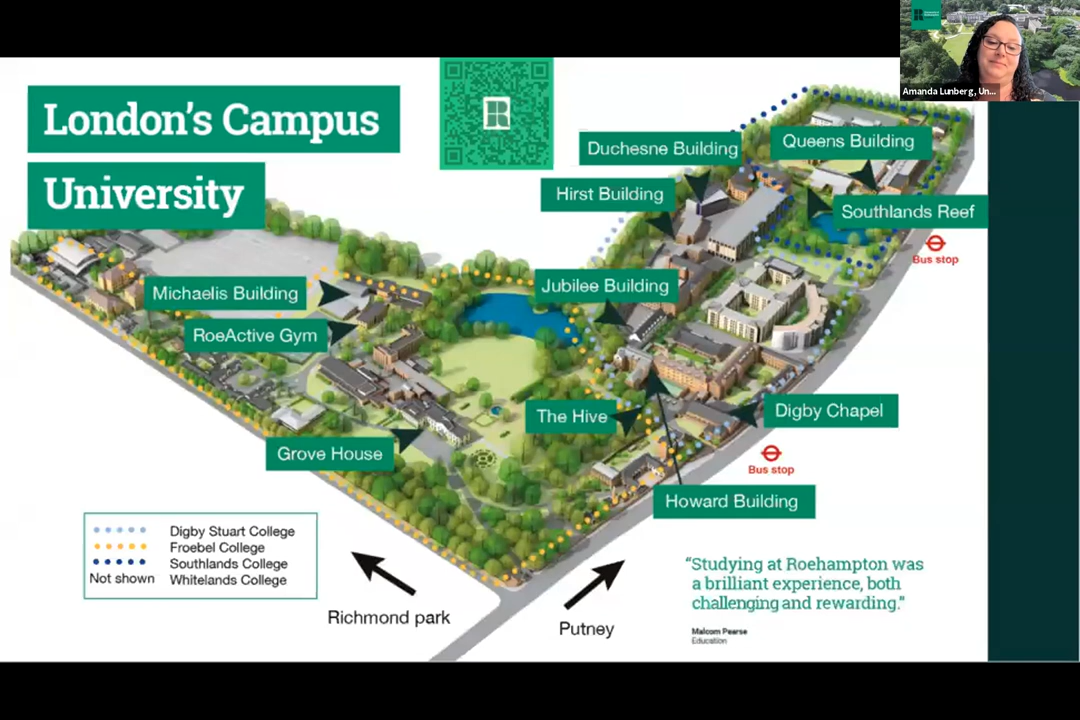 Amanda Lunberg, Un...
London's Campus
University
Duchesne Building
Queens Building
Hirst Building
Southlands Reef
Bus stop
Jubilee Building
Michaelis Building
RoeActive Gym
The Hive
Digby Chapel
Grove House
Bus stop
Howard Building
Digby Stuart College
Froebel College
Southlands College
Not shown Whitelands College
Richmond park
Putney
“Studying at Roehampton was
a brilliant experience, both
challenging and rewarding.”
Malcom Pearse
Education